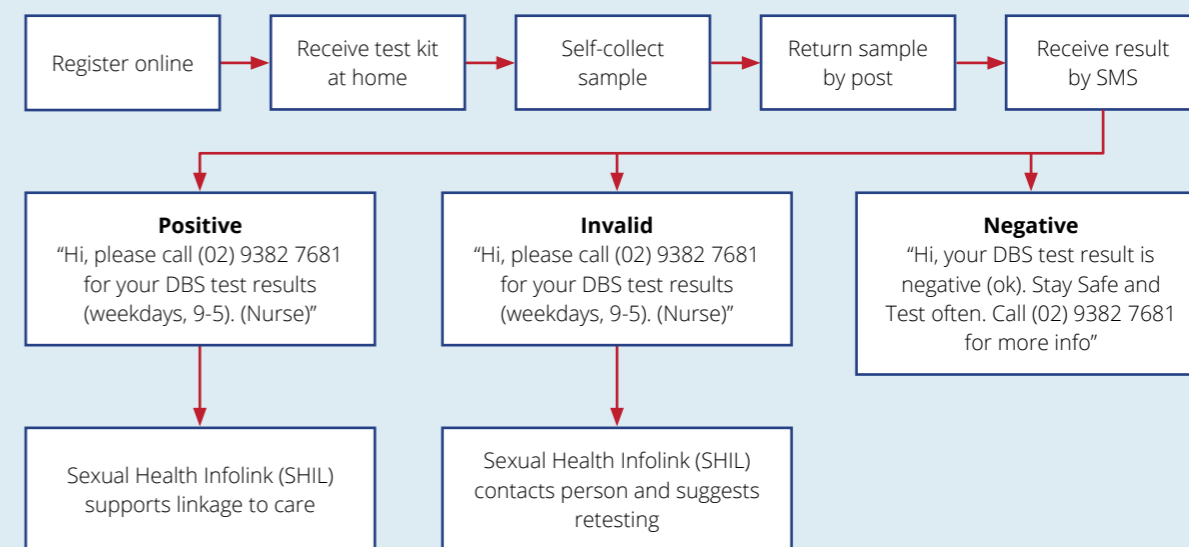 Register online
Receive test kit
at home
Self-collect
sample
Return sample
by post
Receive result
by SMS
Positive
“Hi, please call (02) 9382 7681
for your DBS test results
(weekdays, 9-5). (Nurse)”
Invalid
“Hi, please call (02) 9382 7681
for your DBS test results
(weekdays, 9-5). (Nurse)”
Negative
“Hi, your DBS test result is
negative (ok). Stay Safe and
Test often. Call (02) 9382 7681
for more info”
Sexual Health Infolink (SHIL)
supports linkage to care
Sexual Health Infolink (SHIL)
contacts person and suggests
retesting